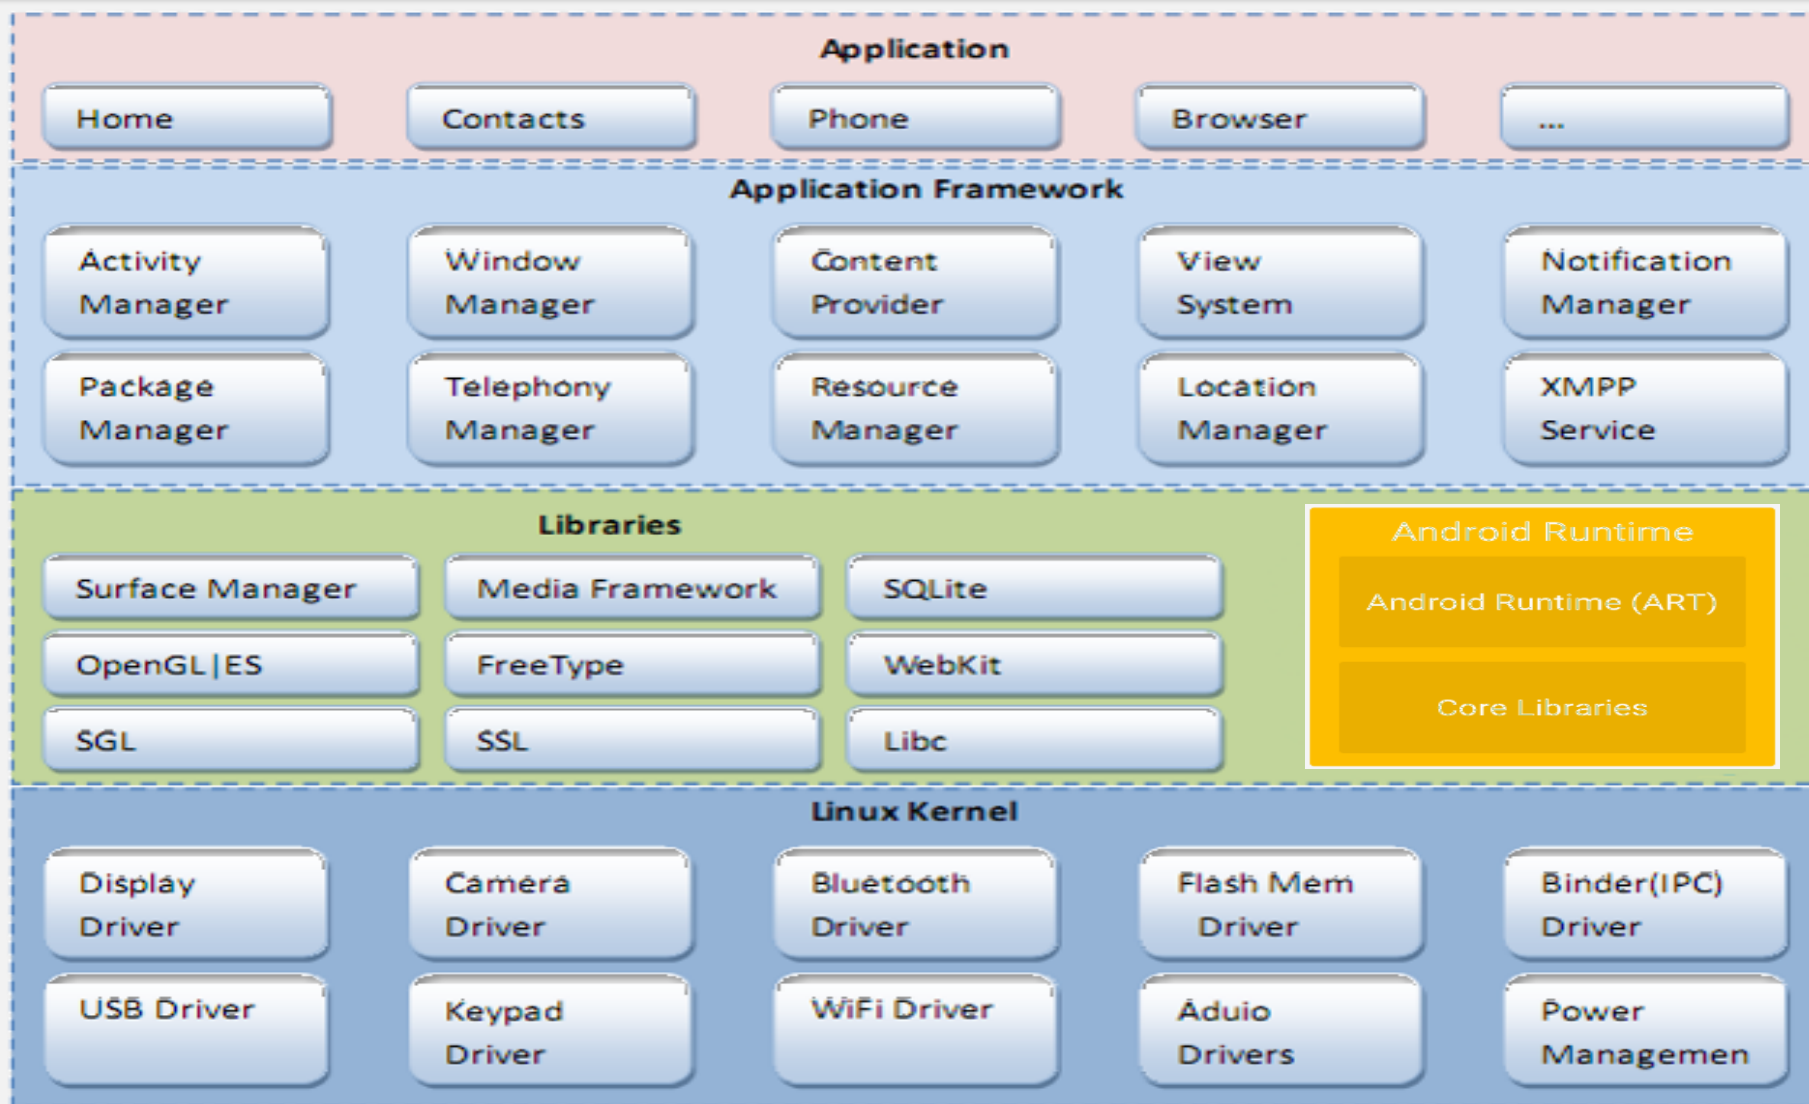 Application
Home
Contacts
Phone
Browser
...
Application Framework
Activity
Manager
Window
Manager
Content
Provider
View
System
Notification
Manager
Package
Manager
Telephony
Manager
Resource
Manager
Location
Manager
XMPP
Service
Libraries
Surface Manager
Media Framework
SQLite
OpenGL|ES
FreeType
WebKit
SGL
SSL
Libc
Android Runtime
Android Runtime (ART)
Core Libraries
Linux Kernel
Display
Driver
Camera
Driver
Bluetooth
Driver
Flash Mem
Driver
Binder(IPC)
Driver
USB Driver
Keypad
Driver
WiFi Driver
Aduio
Drivers
Power
Managemen